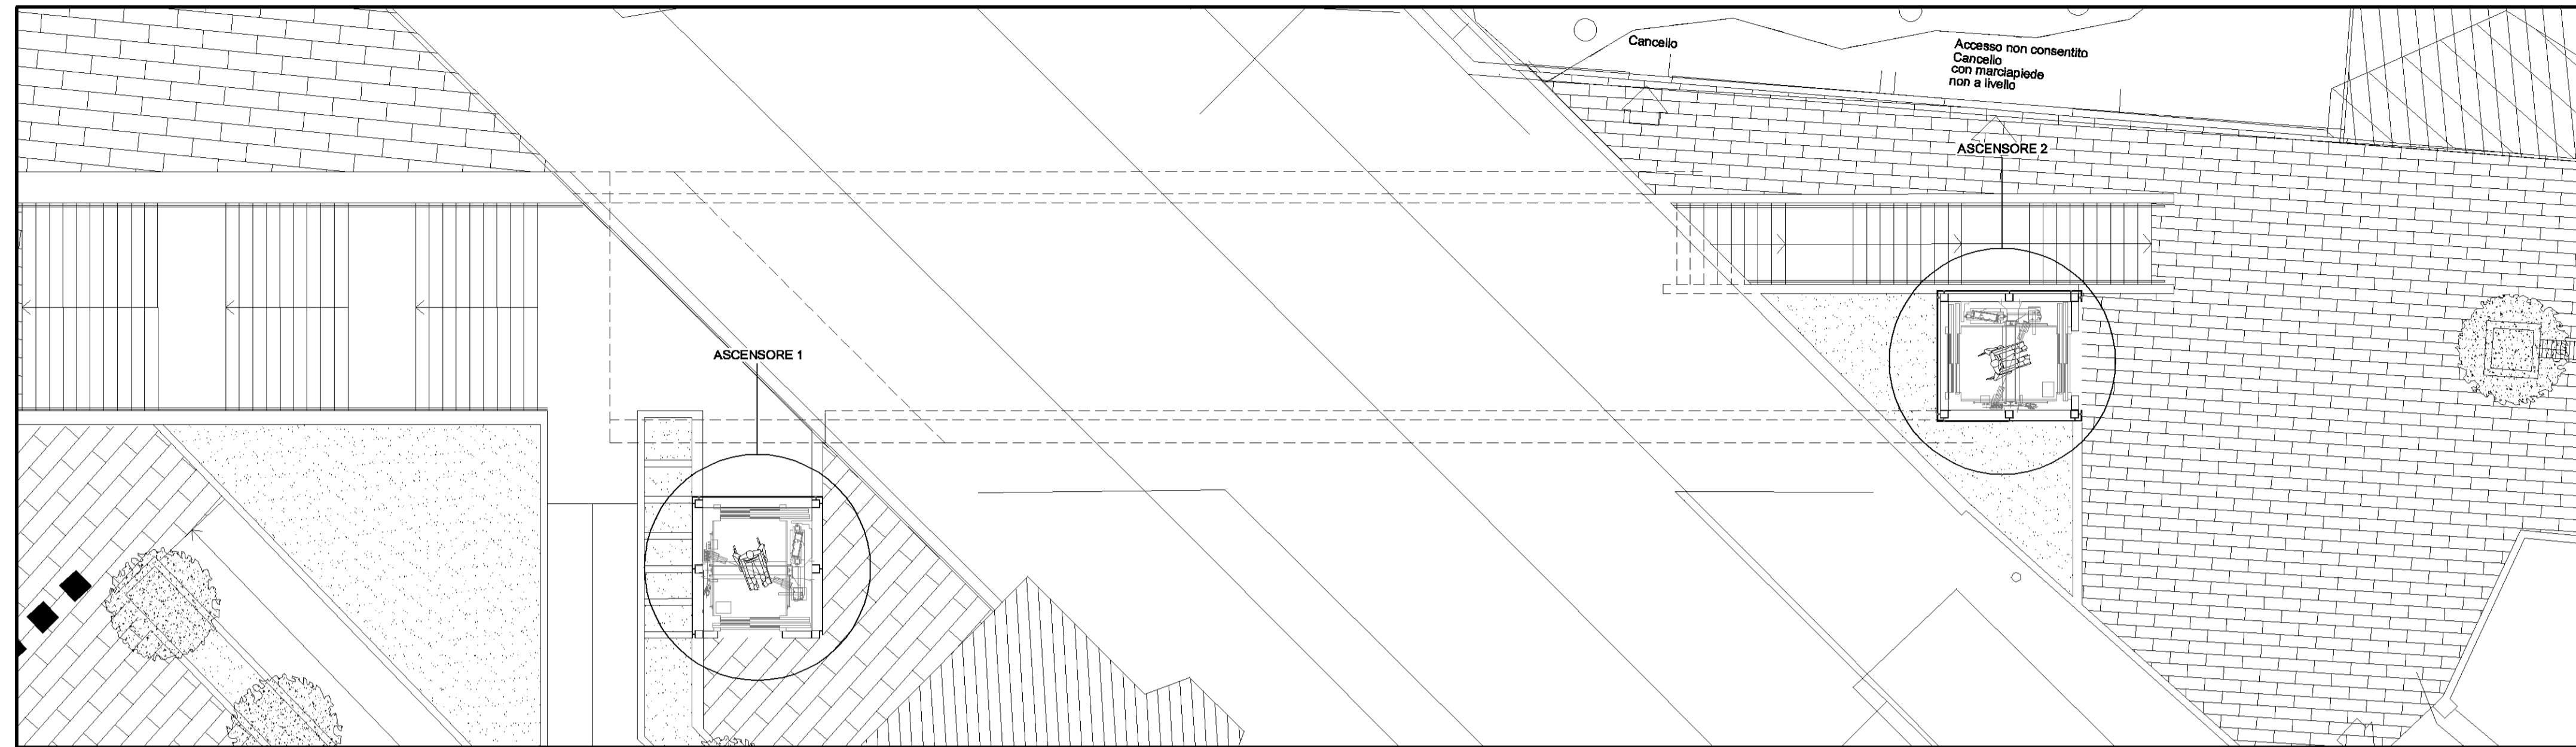 Cancello
Accesso non consentito
Cancello
con marciapiede
non a livello
ASCENSORE 2
ASCENSORE 1